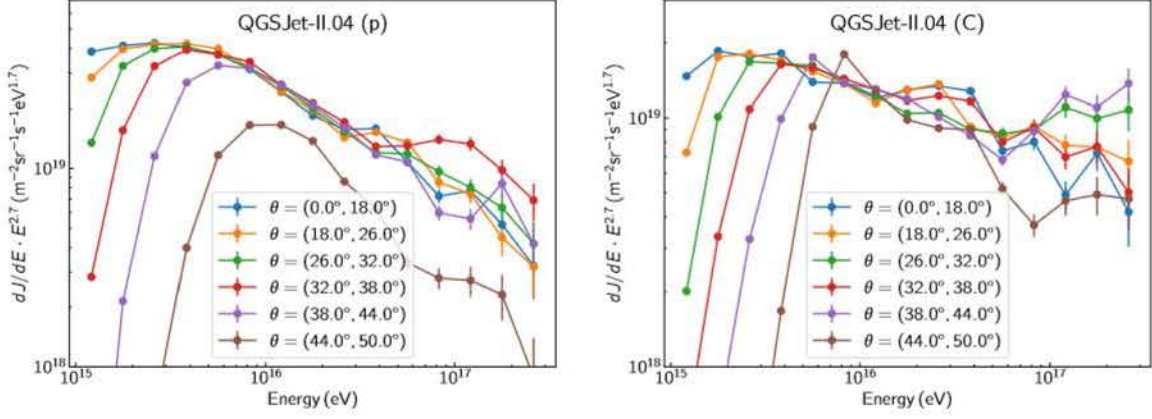 QGSJet-II.04 (p)
dJ/dE · E^2.7 (m^-2sr^-1s^-1eV^1.7)
10^19
10^18
θ = (0.0°, 18.0°)
θ = (18.0°, 26.0°)
θ = (26.0°, 32.0°)
θ = (32.0°, 38.0°)
θ = (38.0°, 44.0°)
θ = (44.0°, 50.0°)
10^15 10^16 10^17
Energy (eV)
QGSJet-II.04 (C)
dJ/dE · E^2.7 (m^-2sr^-1s^-1eV^1.7)
10^19
10^18
θ = (0.0°, 18.0°)
θ = (18.0°, 26.0°)
θ = (26.0°, 32.0°)
θ = (32.0°, 38.0°)
θ = (38.0°, 44.0°)
θ = (44.0°, 50.0°)
10^15 10^16 10^17
Energy (eV)